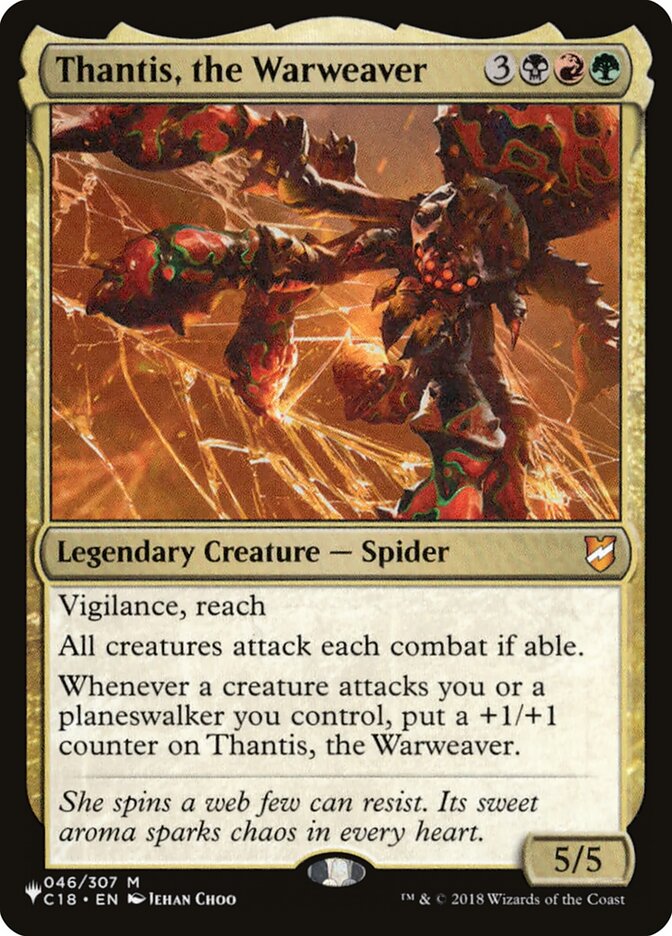 Thantis, the Warweaver 3
Legendary Creature — Spider
Vigilance, reach
All creatures attack each combat if able.
Whenever a creature attacks you or a
planeswalker you control, put a +1/+1
counter on Thantis, the Warweaver.
She spins a web few can resist. Its sweet
aroma sparks chaos in every heart.
5/5
046/307 M
C18 • EN Jehan Choo
™ & © 2018 Wizards of the Coast